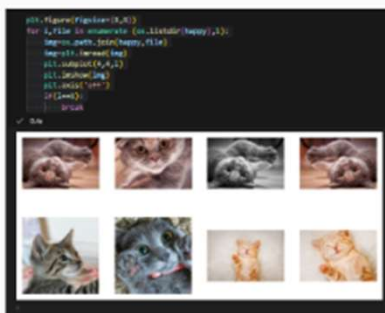 plt.figure(figsize=(8,8))
for i,file in enumerate (os.listdir(happy),1):
img=os.path.join(happy,file)
img=plt.imread(img)
plt.subplot(4,4,i)
plt.imshow(img)
plt.axis('off')
if(i==8):
break